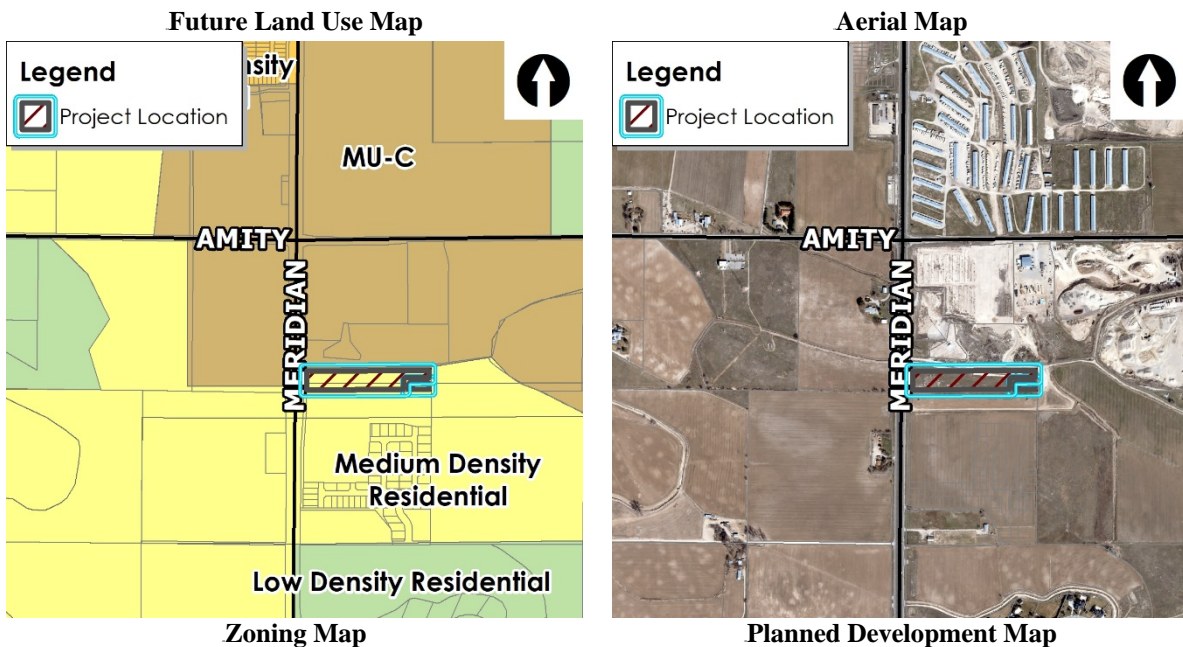 Future Land Use Map
Aerial Map
Legend
Project Location
nsity
MU-C
AMITY
MERIDIAN
Medium Density
Residential
Low Density Residential
Legend
Project Location
AMITY
MERIDIAN
Zoning Map
Planned Development Map